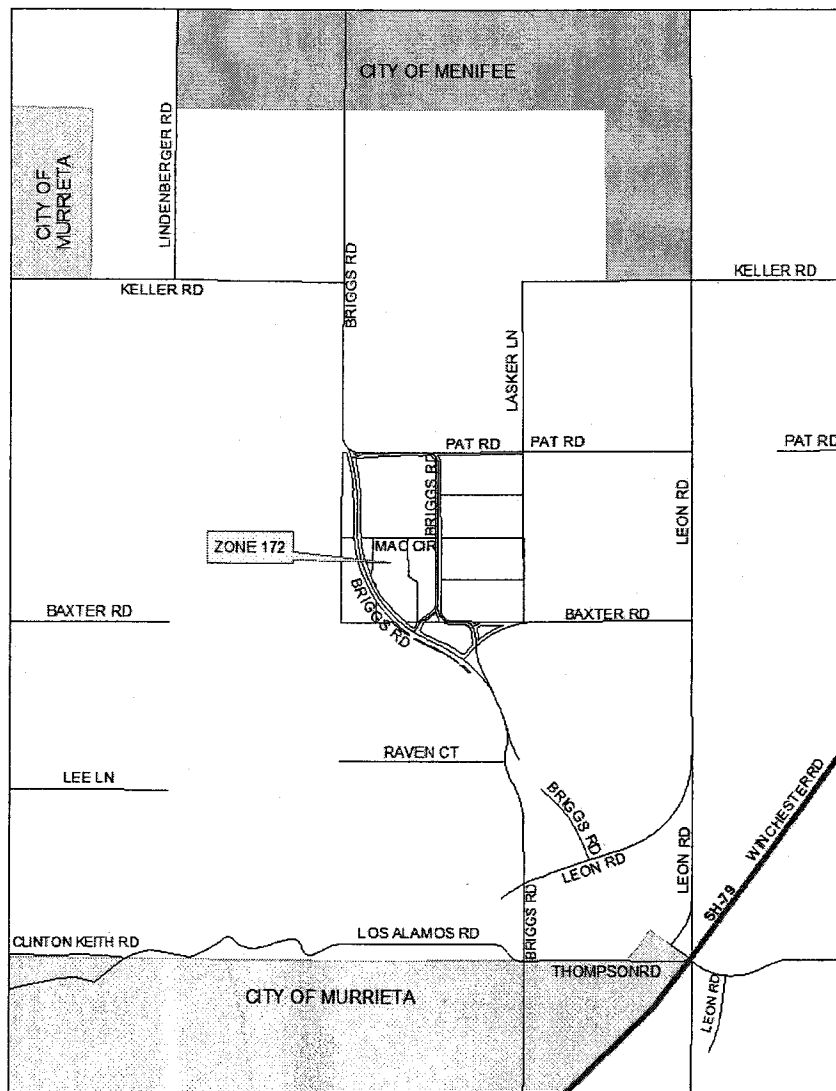 CITY OF MENIFEE
CITY OF
MURRIETA
LINDENBERGER RD
BRIGGS RD
KELLER RD
KELLER RD
LASKER LN
PAT RD
PAT RD
PAT RD
BRIGGS RD
LEON RD
ZONE 172
MAC CIR
BRIGGS RD
BAXTER RD
BAXTER RD
RAVEN CT
LEE LN
BRIGGS RD
LEON RD
LEON RD
SH-79
WINCHESTER RD
BRIGGS RD
CLINTON KEITH RD
LOS ALAMOS RD
THOMPSON RD
CITY OF MURRIETA
LEON RD